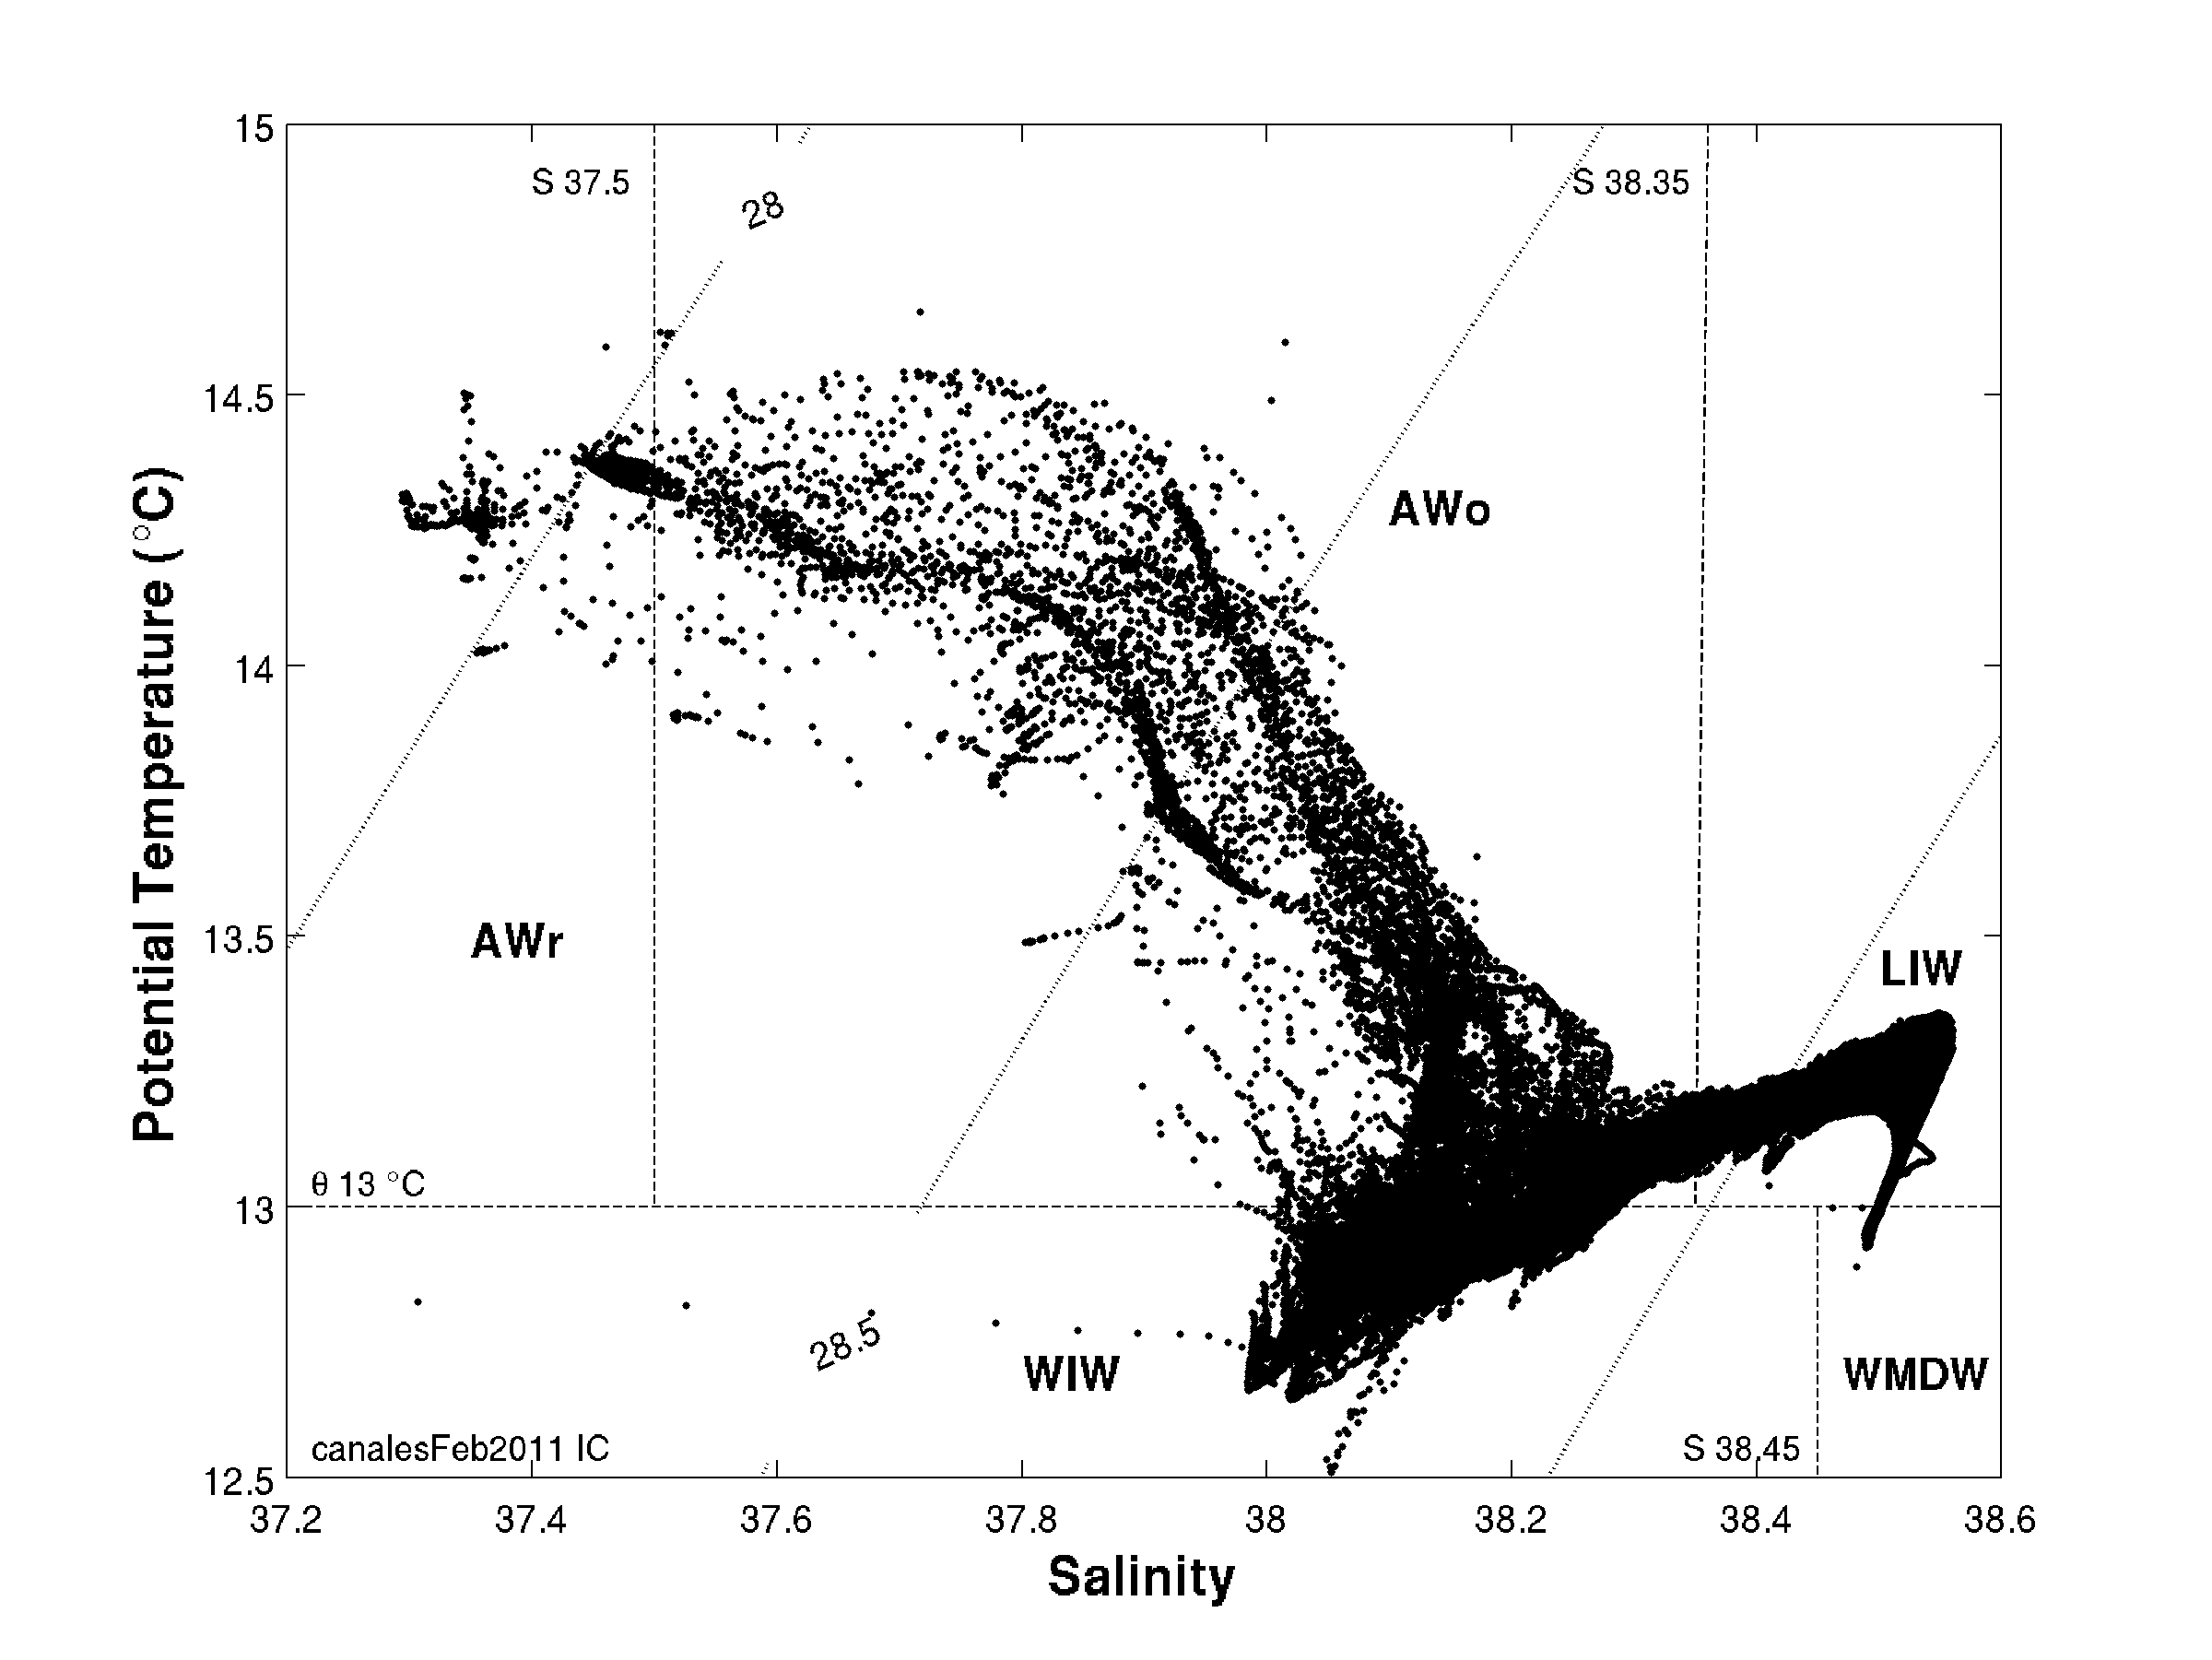 15
S 37.5
S 38.35
28
14.5
AWo
14
13.5
AWr
LIW
θ 13 °C
13
28.5
WIW
WMDW
canalesFeb2011 IC
S 38.45
12.5
37.2
37.4
37.6
37.8
38
38.2
38.4
38.6
Salinity
Potential Temperature (°C)